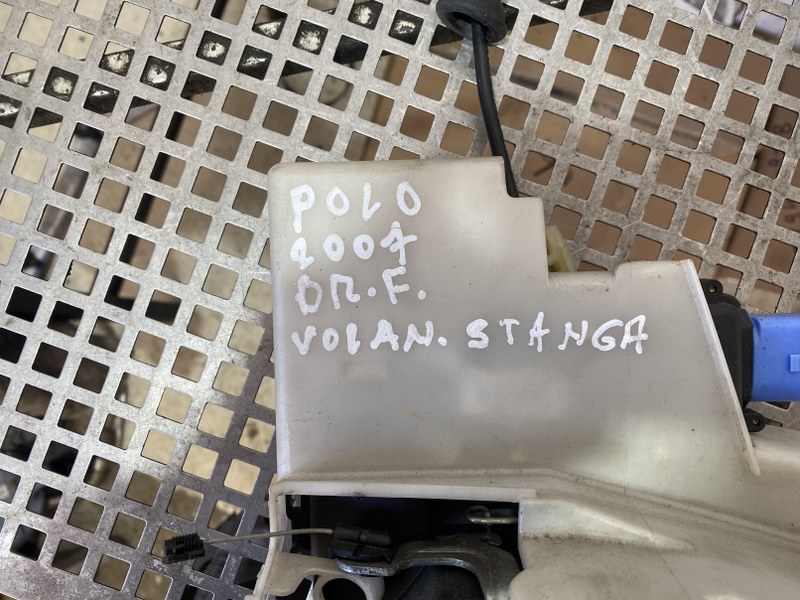 POLO
2007
DR.F.
VOLAN. STANGA